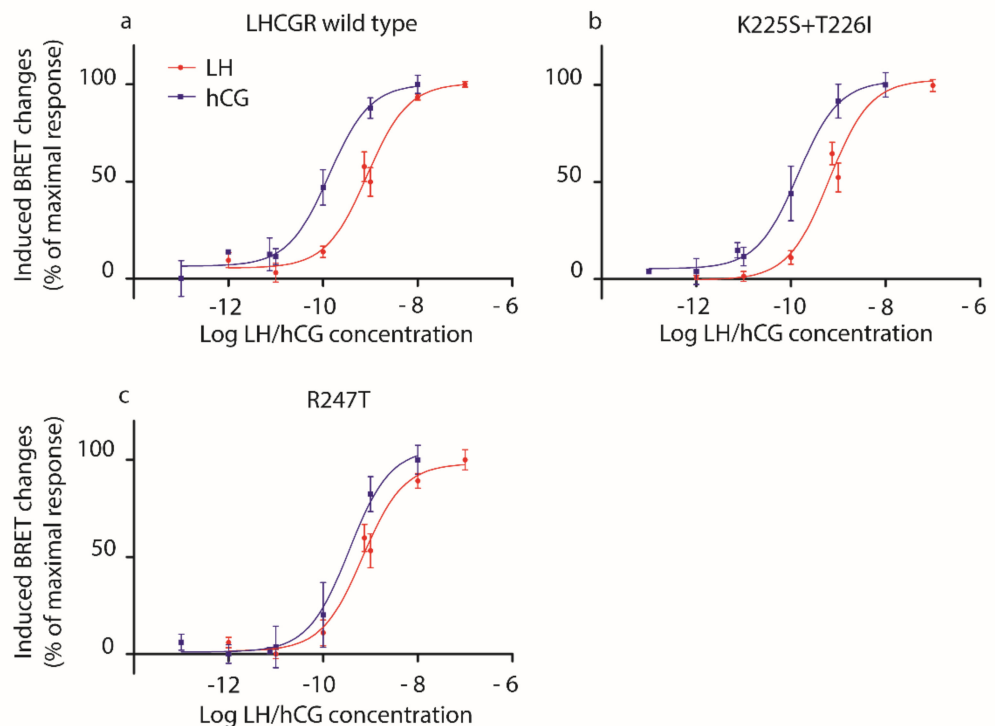 a
LHCGR wild type
LH
hCG
Induced BRET changes
(% of maximal response)
100
50
0
-12
-10
-8
-6
Log LH/hCG concentration
b
K225S+T226I
100
50
0
-12
-10
-8
-6
Log LH/hCG concentration
c
R247T
Induced BRET changes
(% of maximal response)
100
50
0
-12
-10
-8
-6
Log LH/hCG concentration